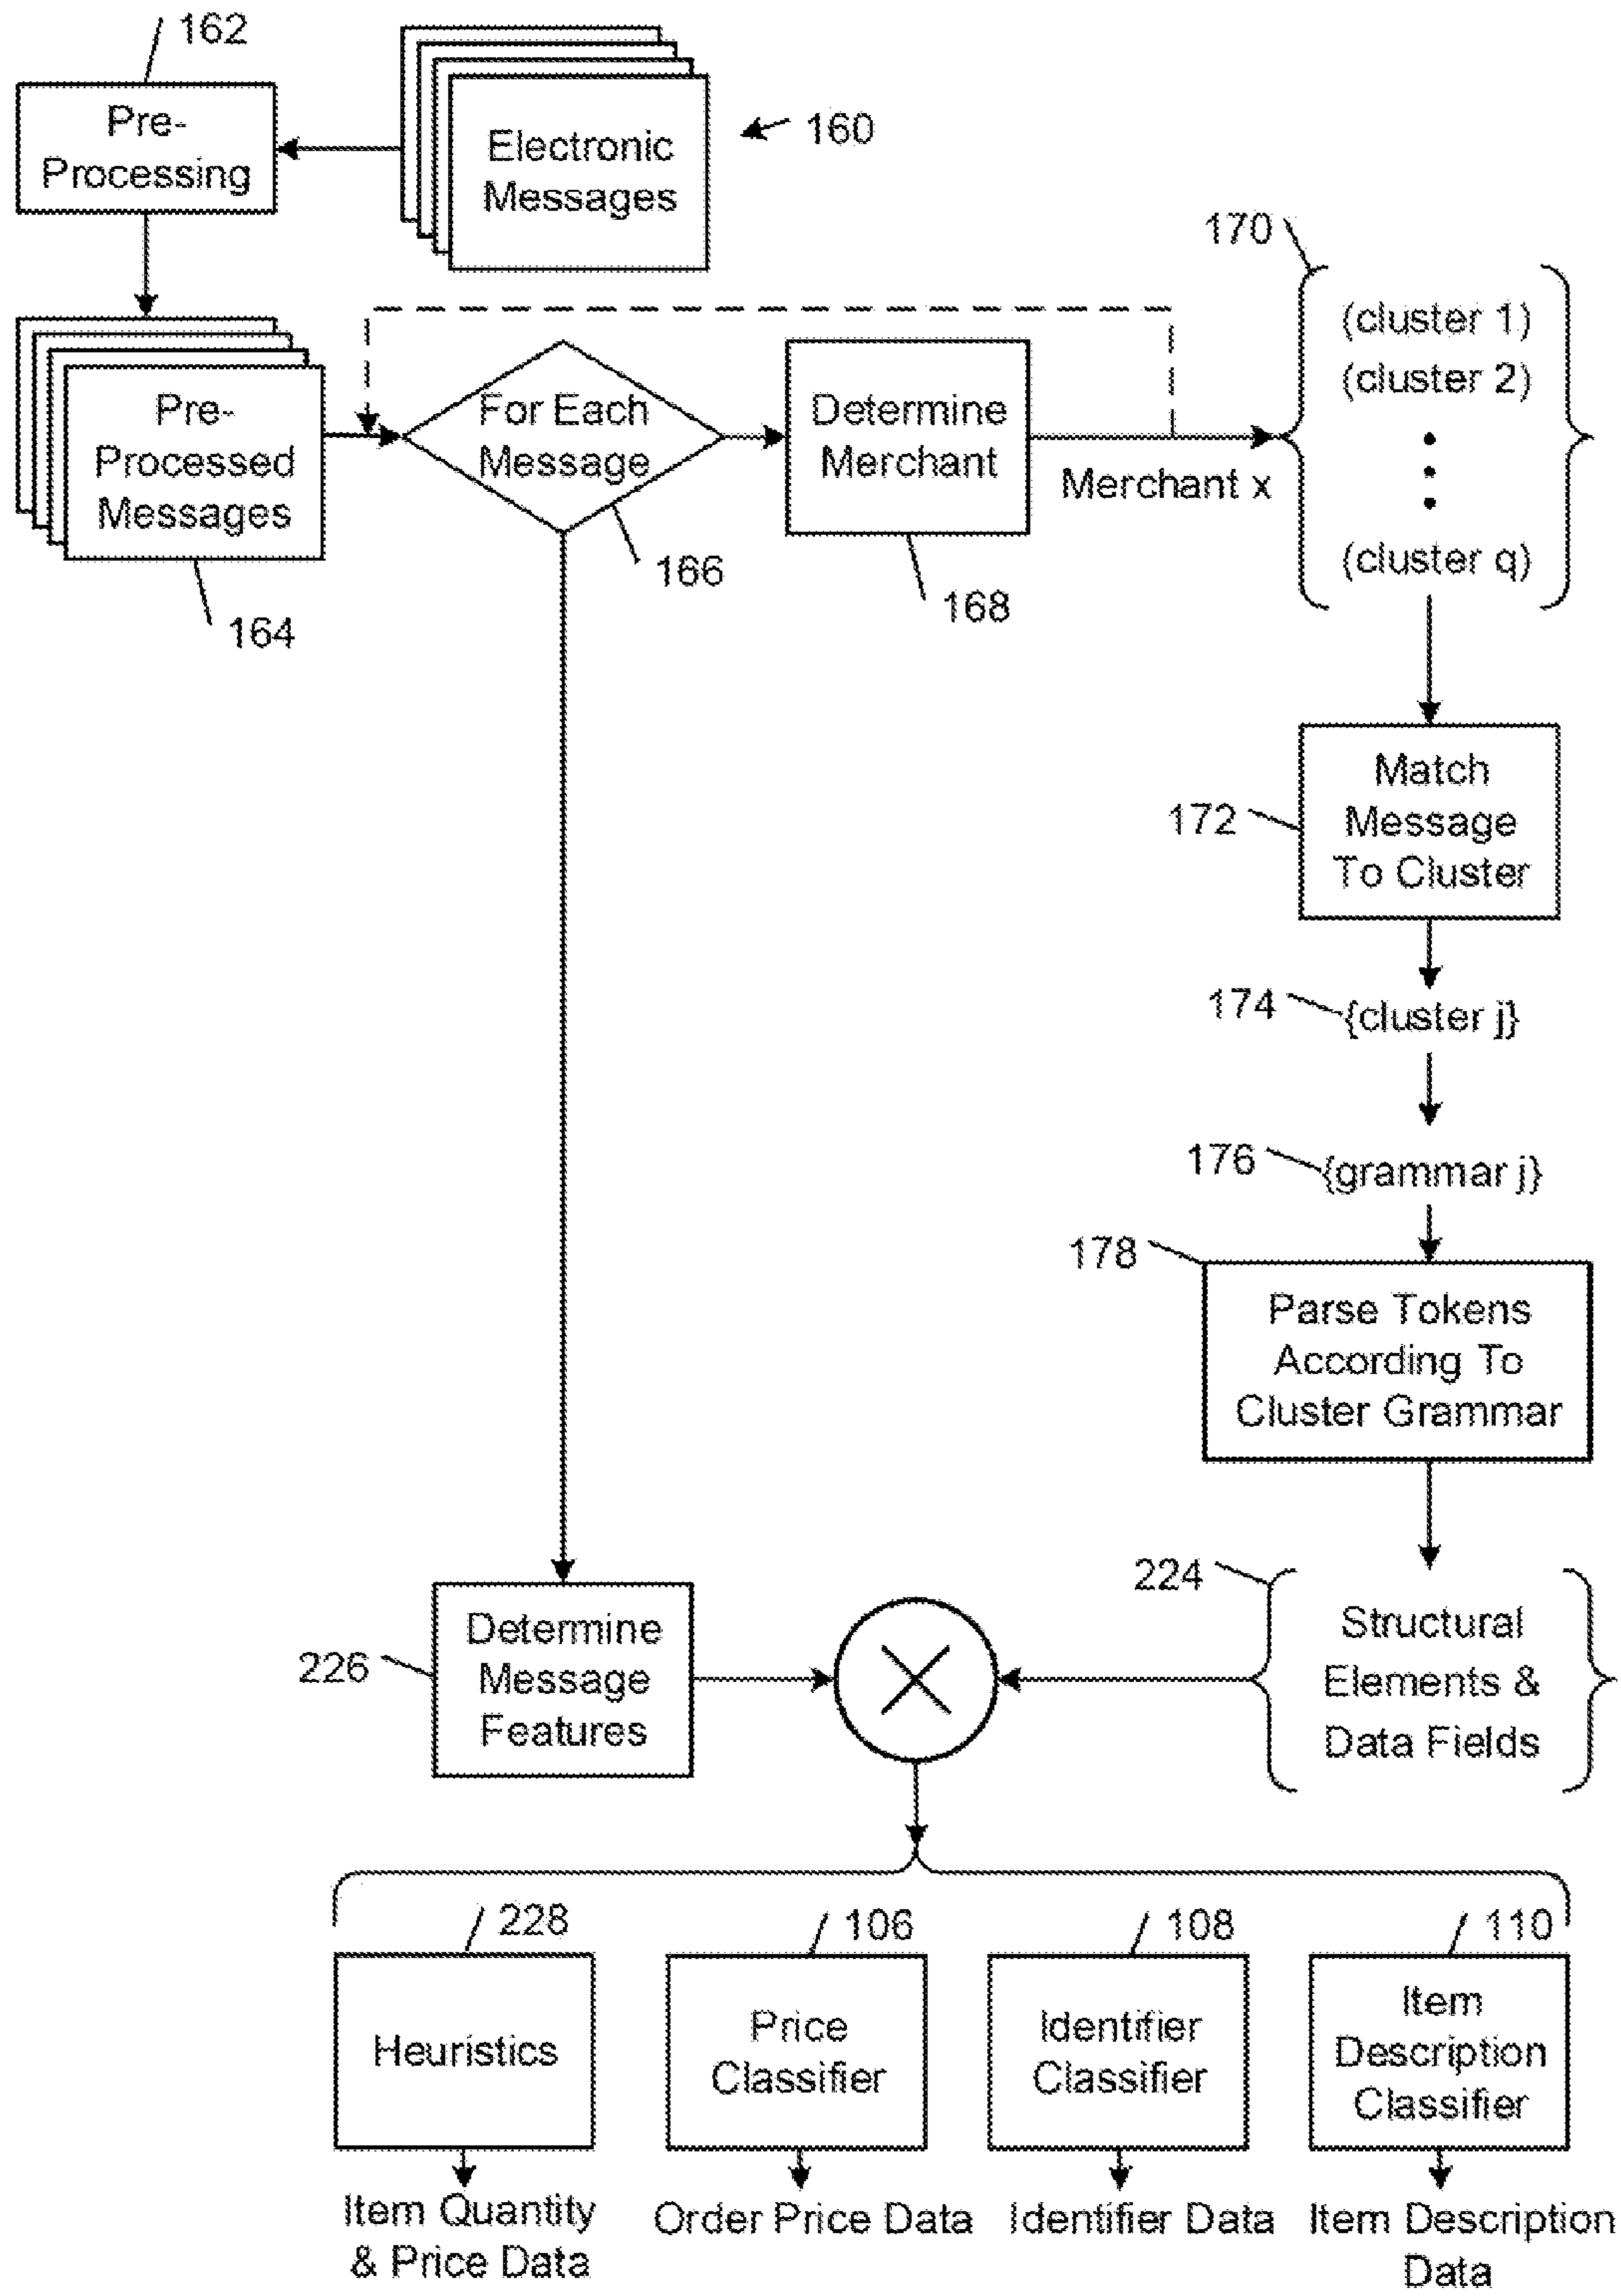 162
Pre-
Processing
Electronic
Messages
160
170
(cluster 1)
(cluster 2)
(cluster q)
Pre-
Processed
Messages
For Each
Message
Determine
Merchant
Merchant x
164
166
168
172
Match
Message
To Cluster
174
{cluster j}
176
{grammar j}
178
Parse Tokens
According To
Cluster Grammar
224
Structural
Elements &
Data Fields
226
Determine
Message
Features
228
106
108
110
Heuristics
Price
Classifier
Identifier
Classifier
Item
Description
Classifier
Item Quantity
& Price Data
Order Price Data
Identifier Data
Item Description
Data